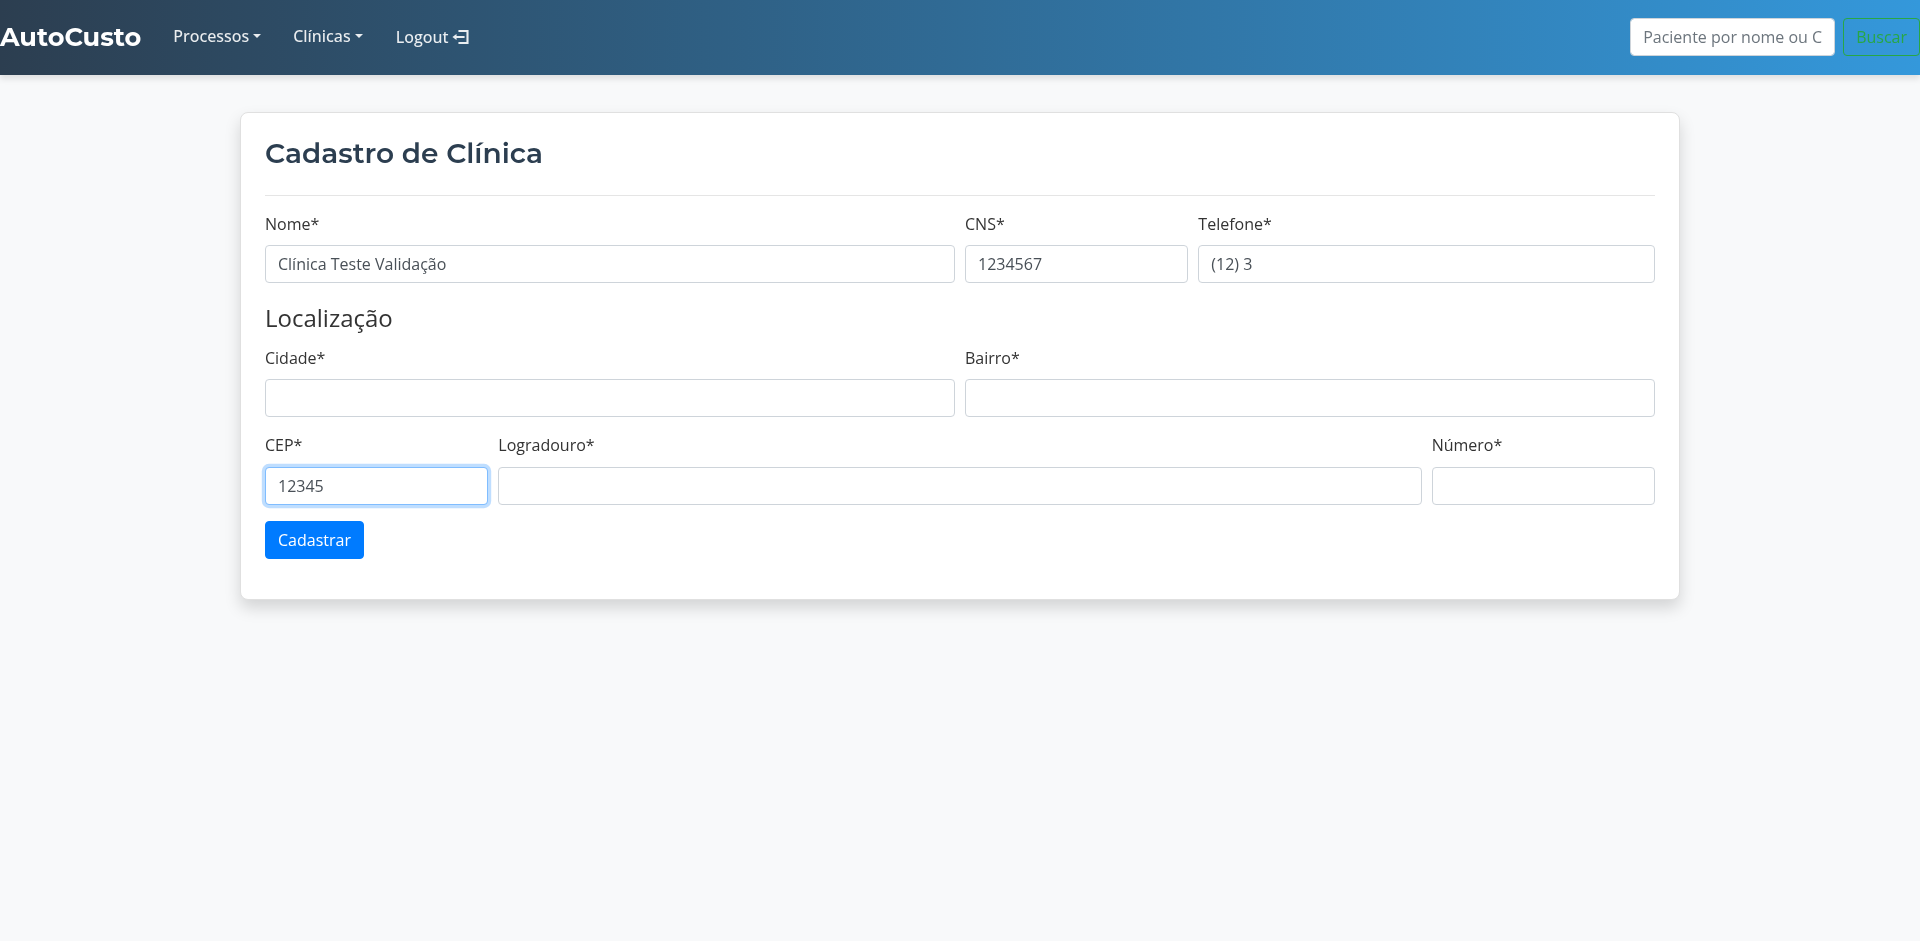 AutoCusto Processos Clínicas Logout Paciente por nome ou C Buscar
Cadastro de Clínica
Nome* CNS* Telefone*
Clínica Teste Validação 1234567 (12) 3
Localização
Cidade* Bairro*
CEP* Logradouro* Número*
12345
Cadastrar